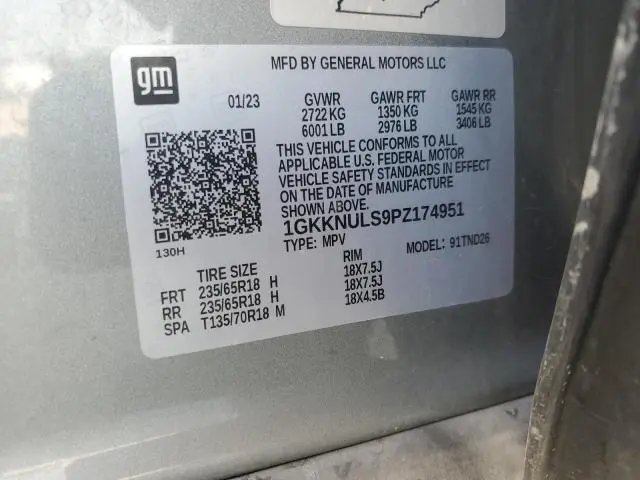 gm
MFD BY GENERAL MOTORS LLC
01/23 GVWR GAWR FRT GAWR RR
2722 KG 1350 KG 1545 KG
6001 LB 2976 LB 3406 LB
THIS VEHICLE CONFORMS TO ALL
APPLICABLE U.S. FEDERAL MOTOR
VEHICLE SAFETY STANDARDS IN EFFECT
ON THE DATE OF MANUFACTURE
SHOWN ABOVE.
1GKKNULS9PZ174951
TYPE: MPV MODEL: 91TND26
130H
TIRE SIZE RIM
FRT 235/65R18 H 18X7.5J
RR 235/65R18 H 18X7.5J
SPA T135/70R18 M 18X4.5B